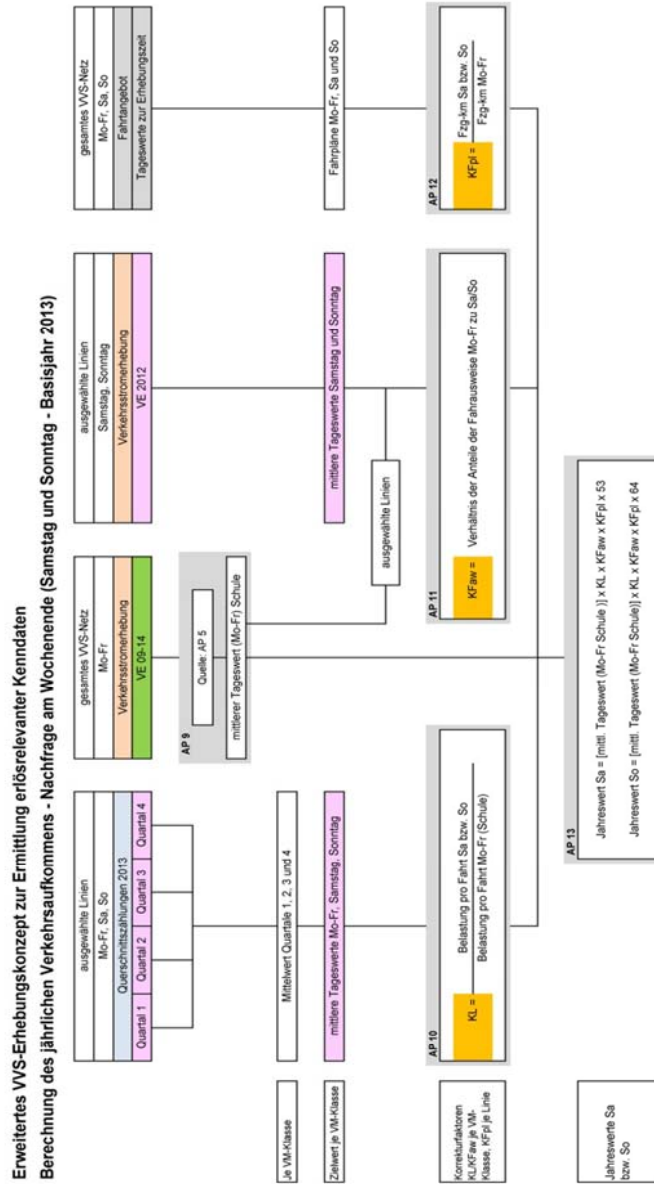 Erweitertes VVS-Erhebungskonzept zur Ermittlung erlösrelevanter Kenndaten
Berechnung des jährlichen Verkehrsaufkommens - Nachfrage am Wochenende (Samstag und Sonntag - Basisjahr 2013)
ausgewählte Linien
Mo-Fr, Sa, So
Querschnittszählungen 2013
Quartal 1
Quartal 2
Quartal 3
Quartal 4
gesamtes VVS-Netz
Mo-Fr
Verkehrsstromerhebung
VE 09-14
ausgewählte Linien
Samstag, Sonntag
Verkehrsstromerhebung
VE 2012
gesamtes VVS-Netz
Mo-Fr, Sa, So
Fahrtangebot
Tageswerte zur Erhebungszeit
AP 9
Quelle: AP 5
mittlerer Tageswert (Mo-Fr) Schule
Je VM-Klasse
Mittelwert Quartale 1, 2, 3 und 4
Zielwert je VM-Klasse
mittlere Tageswerte Mo-Fr, Samstag, Sonntag
mittlere Tageswerte Samstag und Sonntag
Fahrpläne Mo-Fr, Sa und So
ausgewählte Linien
Korrekturfaktoren
KL/KFaw je VM-
Klasse, KFpl je Linie
AP 10
KL =
Belastung pro Fahrt Sa bzw. So
Belastung pro Fahrt Mo-Fr (Schule)
AP 11
KFaw =
Verhältnis der Anteile der Fahrausweise Mo-Fr zu Sa/So
AP 12
KFpl =
Fzg-km Sa bzw. So
Fzg-km Mo-Fr
Jahreswerte Sa
bzw. So
AP 13
Jahreswert Sa = [mittl. Tageswert (Mo-Fr Schule )] x KL x KFaw x KFpl x 53
Jahreswert So = [mittl. Tageswert (Mo-Fr Schule)] x KL x KFaw x KFpl x 64